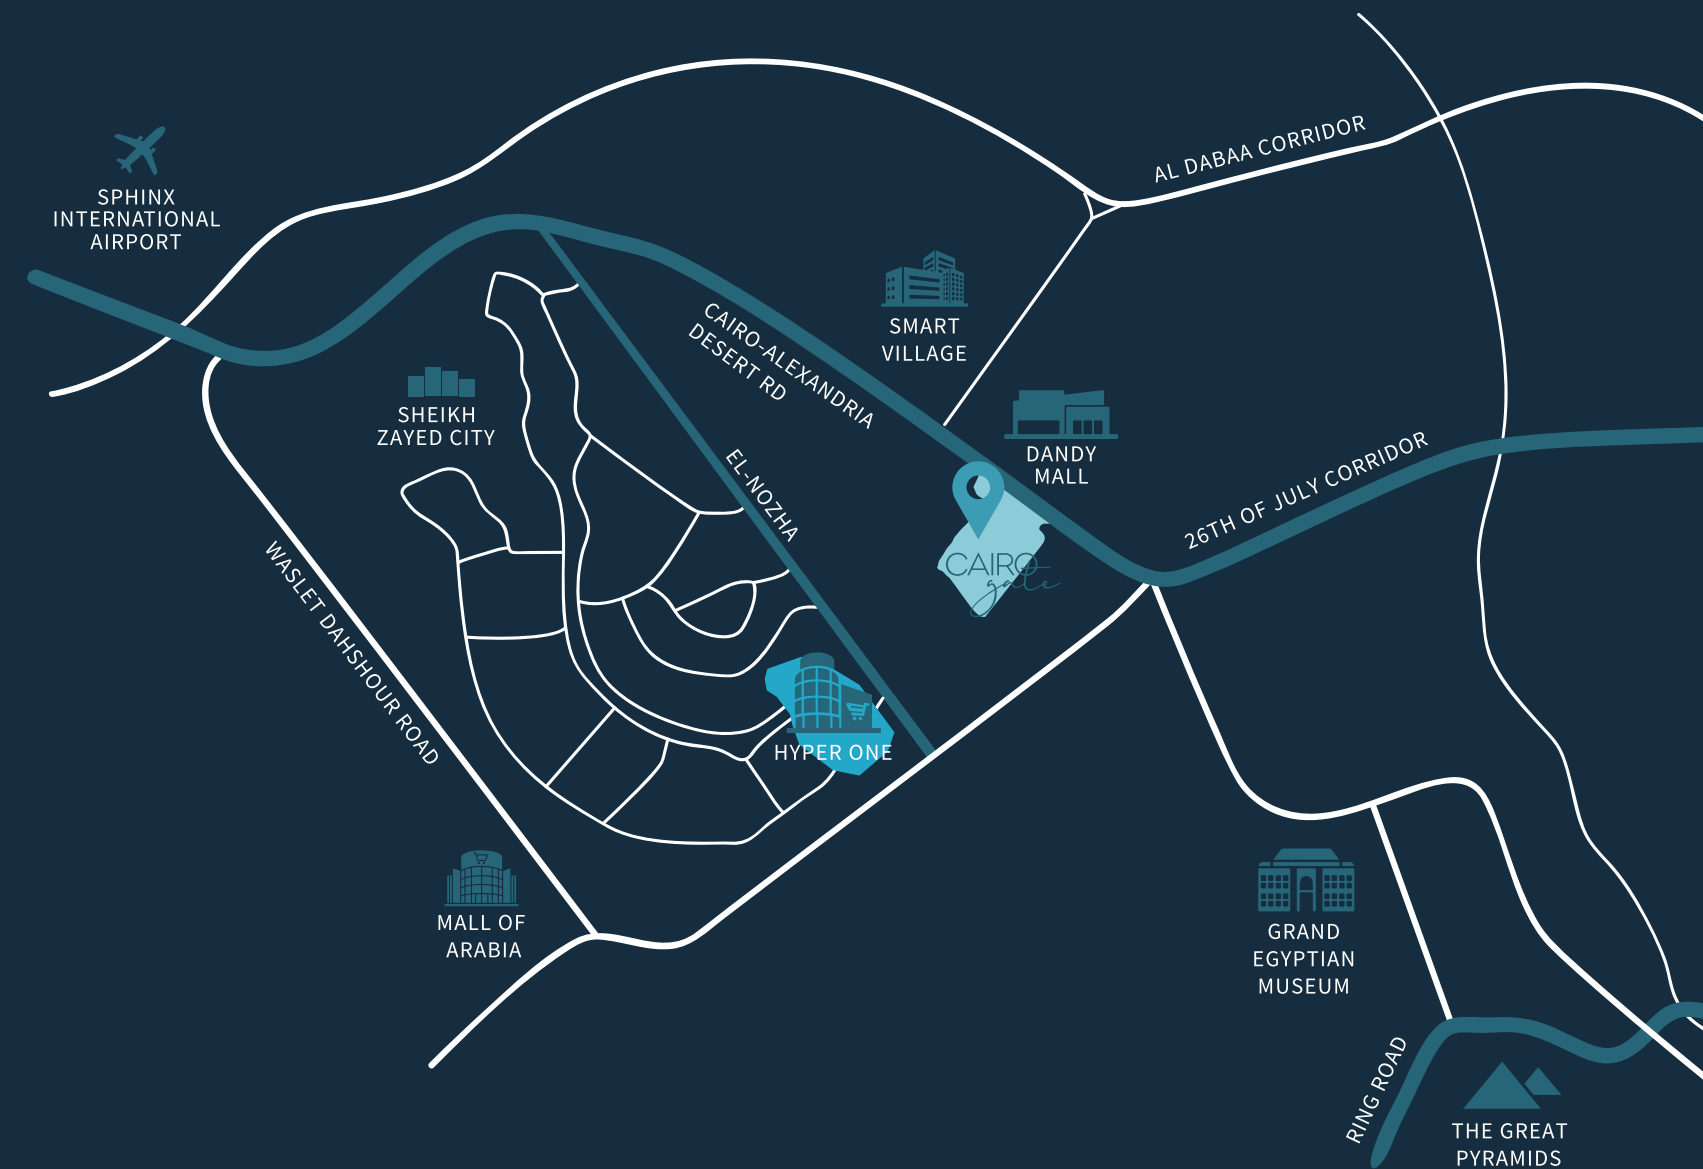 AL DABAA CORRIDOR
SPHINX
INTERNATIONAL
AIRPORT
SMART
VILLAGE
CAIRO-ALEXANDRIA
DESERT RD
SHEIKH
ZAYED CITY
DANDY
MALL
26TH OF JULY CORRIDOR
EL-NOZHA
CAIRO
gate
WASLET DAHSHOUR ROAD
HYPER ONE
MALL OF
ARABIA
GRAND
EGYPTIAN
MUSEUM
RING ROAD
THE GREAT
PYRAMIDS